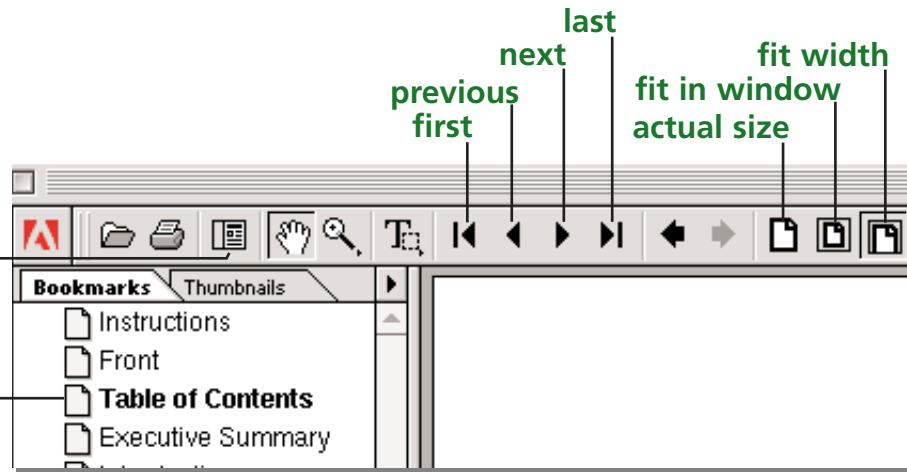 last
next
fit width
previous
fit in window
first
actual size
Bookmarks
Thumbnails
Instructions
Front
Table of Contents
Executive Summary